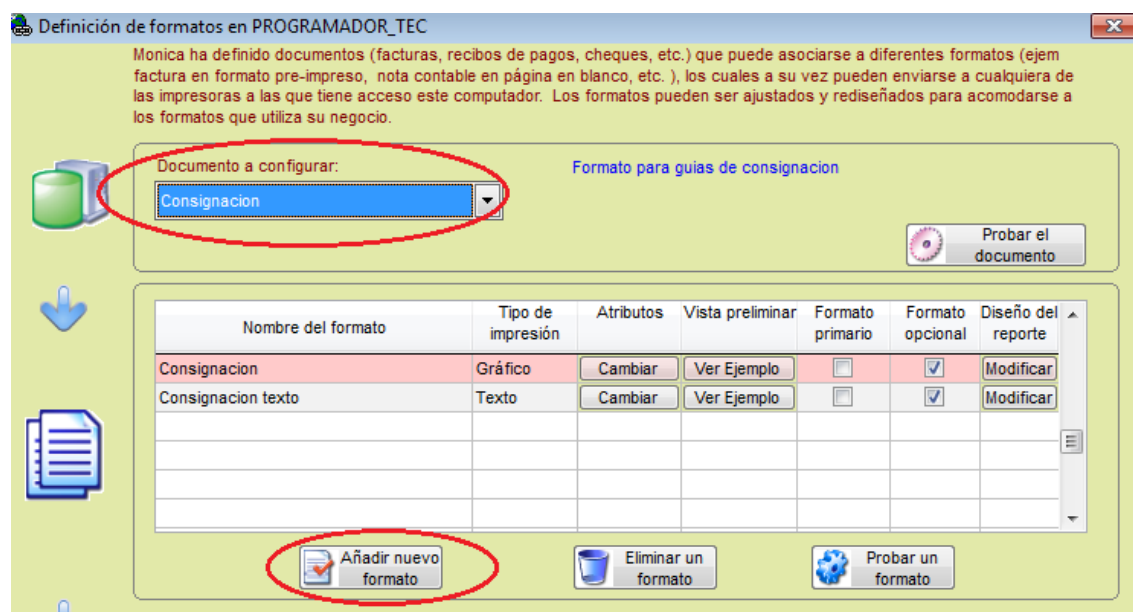 Definición de formatos en PROGRAMADOR_TEC
Monica ha definido documentos (facturas, recibos de pagos, cheques, etc.) que puede asociarse a diferentes formatos (ejem
factura en formato pre-impreso, nota contable en página en blanco, etc. ), los cuales a su vez pueden enviarse a cualquiera de
las impresoras a las que tiene acceso este computador. Los formatos pueden ser ajustados y rediseñados para acomodarse a
los formatos que utiliza su negocio.
Documento a configurar:
Formato para guias de consignacion
Consignacion
Probar el
documento
Nombre del formato
Tipo de
impresión
Atributos
Vista preliminar
Formato
primario
Formato
opcional
Diseño del
reporte
Consignacion Gráfico Cambiar Ver Ejemplo Modificar
Consignacion texto Texto Cambiar Ver Ejemplo Modificar
Añadir nuevo
formato
Eliminar un
formato
Probar un
formato